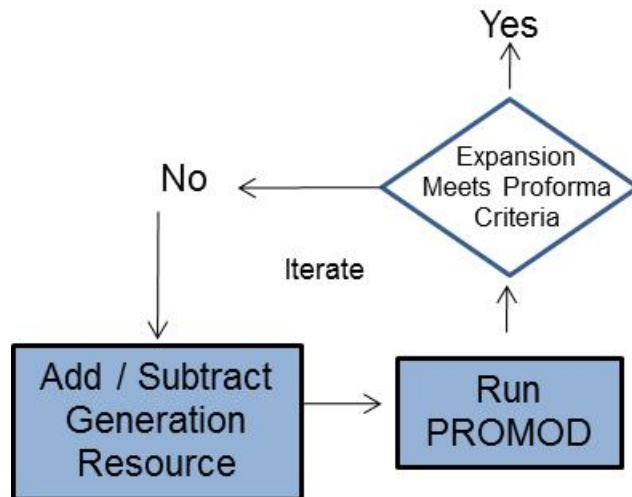 Yes
Expansion
Meets Proforma
Criteria
No
Iterate
Add / Subtract
Generation
Resource
Run
PROMOD